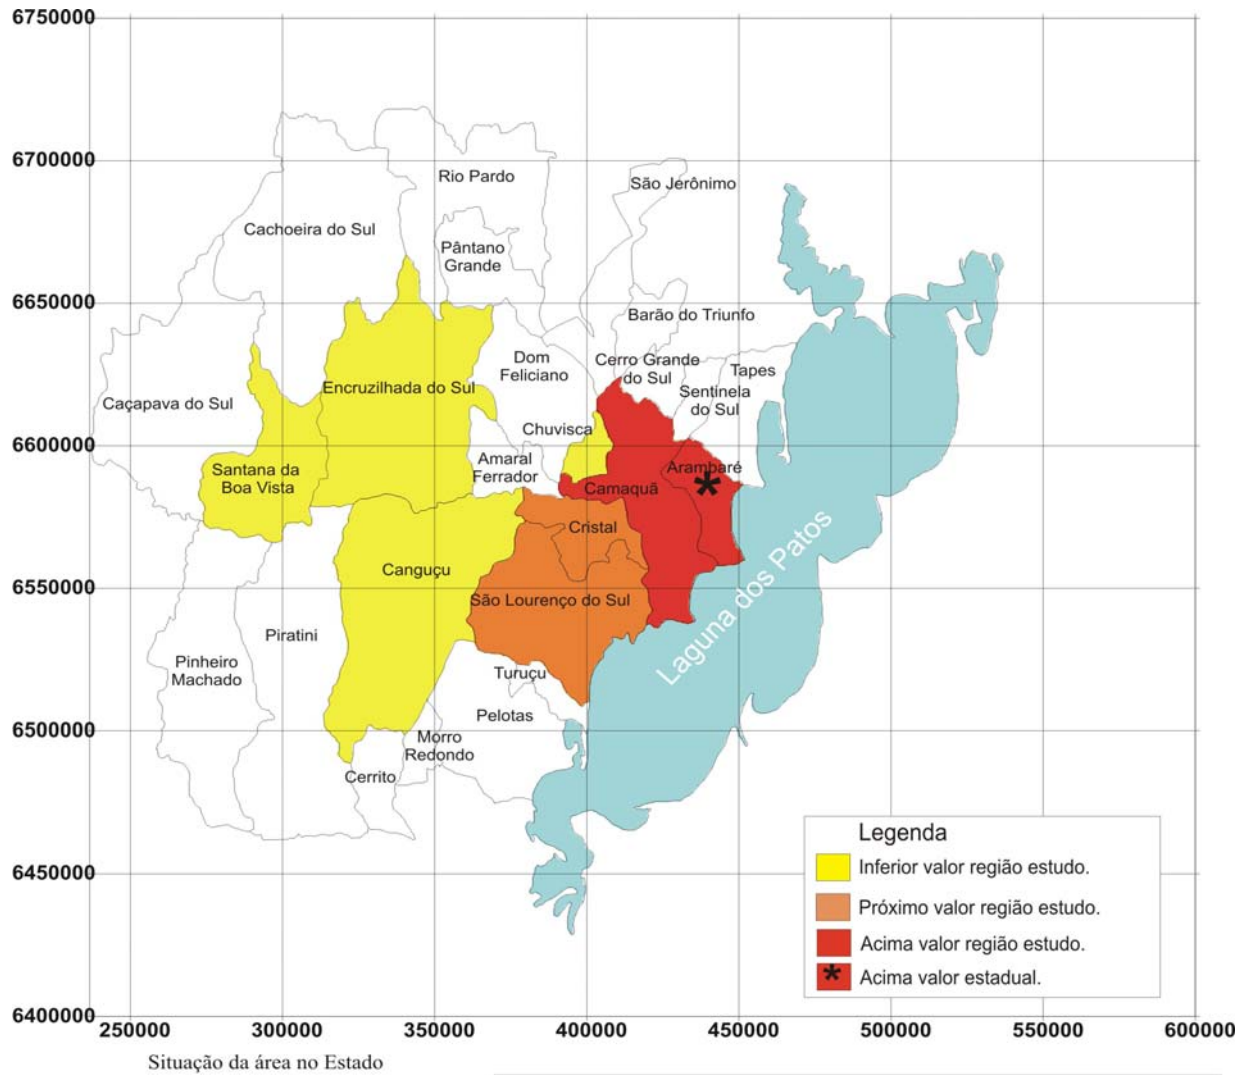 6750000
6700000
Rio Pardo
São Jerônimo
Cachoeira do Sul
Pântano
Grande
6650000
Barão do Triunfo
Dom
Feliciano
Cerro Grande
do Sul
Tapes
Encruzilhada do Sul
Sentinela
do Sul
Caçapava do Sul
Chuvisca
6600000
Amaral
Ferrador
Arambaré
*
Santana da
Boa Vista
Camaquã
Cristal
Canguçu
6550000
São Lourenço do Sul
Laguna dos Patos
Piratini
Pinheiro
Machado
Turuçu
Pelotas
6500000
Morro
Redondo
Cerrito
Legenda
6450000
Inferior valor região estudo.
Próximo valor região estudo.
Acima valor região estudo.
* Acima valor estadual.
6400000
250000 300000 350000 400000 450000 500000 550000 600000
Situação da área no Estado